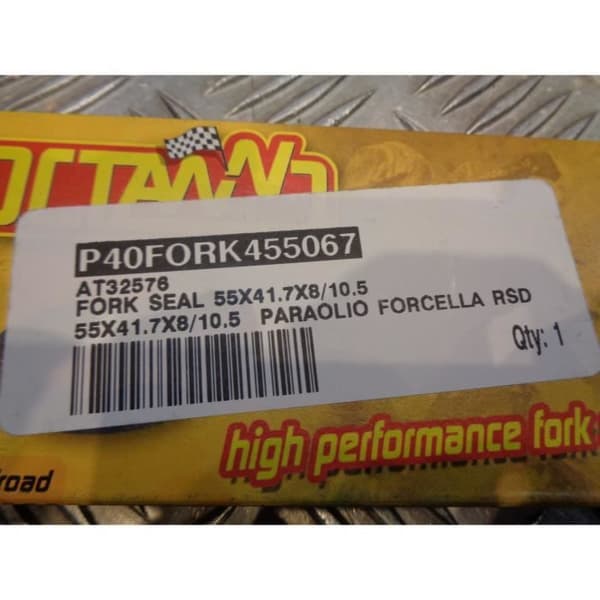 P40FORK455067
AT32576
FORK SEAL 55X41.7X8/10.5
55X41.7X8/10.5 PARAOLIO FORCELLA RSD
Qty: 1
high performance fork
road